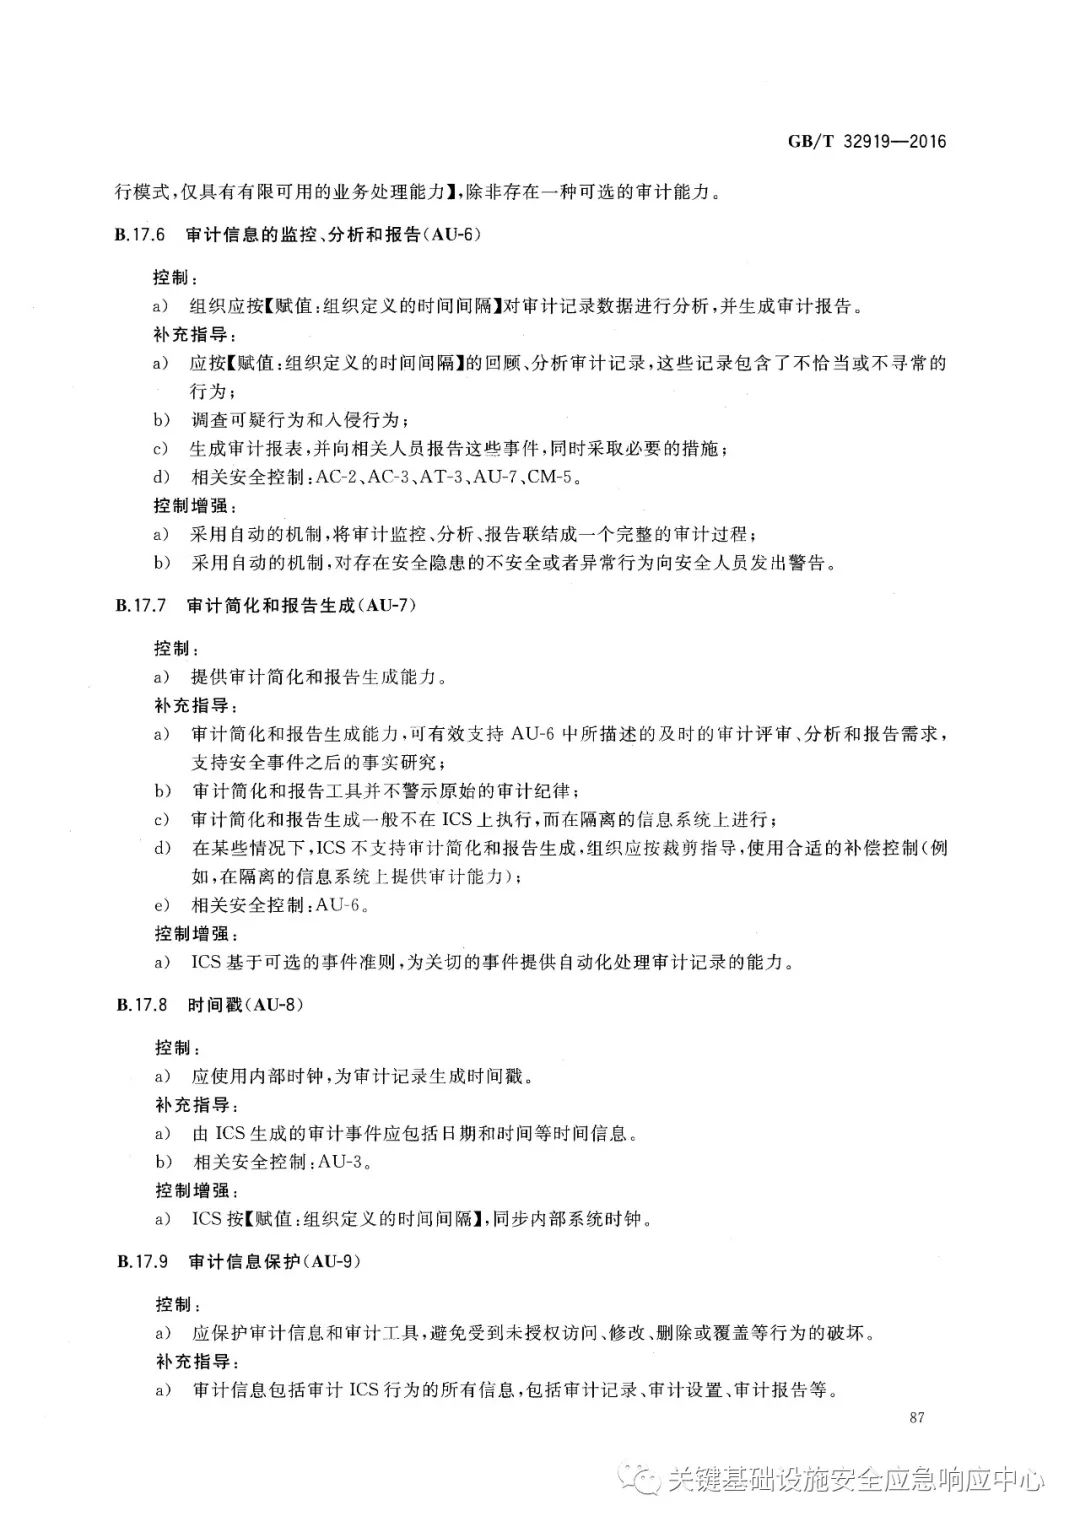 GB/T 32919—2016
行模式,仅具有有限可用的业务处理能力】,除非存在一种可选的审计能力。
B.17.6 审计信息的监控、分析和报告(AU-6)
控制:
a) 组织应按【赋值:组织定义的时间间隔】对审计记录数据进行分析,并生成审计报告。
补充指导:
a) 应按【赋值:组织定义的时间间隔】的回顾、分析审计记录,这些记录包含了不恰当或不寻常的
行为;
b) 调查可疑行为和入侵行为;
c) 生成审计报表,并向相关人员报告这些事件,同时采取必要的措施;
d) 相关安全控制:AC-2、AC-3、AT-3、AU-7、CM-5。
控制增强:
a) 采用自动的机制,将审计监控、分析、报告联结成一个完整的审计过程;
b) 采用自动的机制,对存在安全隐患的不安全或者异常行为向安全人员发出警告。
B.17.7 审计简化和报告生成(AU-7)
控制:
a) 提供审计简化和报告生成能力。
补充指导:
a) 审计简化和报告生成能力,可有效支持 AU-6 中所描述的及时的审计评审、分析和报告需求,
支持安全事件之后的事实研究;
b) 审计简化和报告工具并不警示原始的审计纪律;
c) 审计简化和报告生成一般不在 ICS 上执行,而在隔离的信息系统上进行;
d) 在某些情况下,ICS 不支持审计简化和报告生成,组织应按裁剪指导,使用合适的补偿控制(例
如,在隔离的信息系统上提供审计能力);
e) 相关安全控制:AU-6。
控制增强:
a) ICS 基于可选的事件准则,为关切的事件提供自动化处理审计记录的能力。
B.17.8 时间戳(AU-8)
控制:
a) 应使用内部时钟,为审计记录生成时间戳。
补充指导:
a) 由 ICS 生成的审计事件应包括日期和时间等时间信息。
b) 相关安全控制:AU-3。
控制增强:
a) ICS 按【赋值:组织定义的时间间隔】,同步内部系统时钟。
B.17.9 审计信息保护(AU-9)
控制:
a) 应保护审计信息和审计工具,避免受到未授权访问、修改、删除或覆盖等行为的破坏。
补充指导:
a) 审计信息包括审计 ICS 行为的所有信息,包括审计记录、审计设置、审计报告等。
87
关键基础设施安全应急响应中心